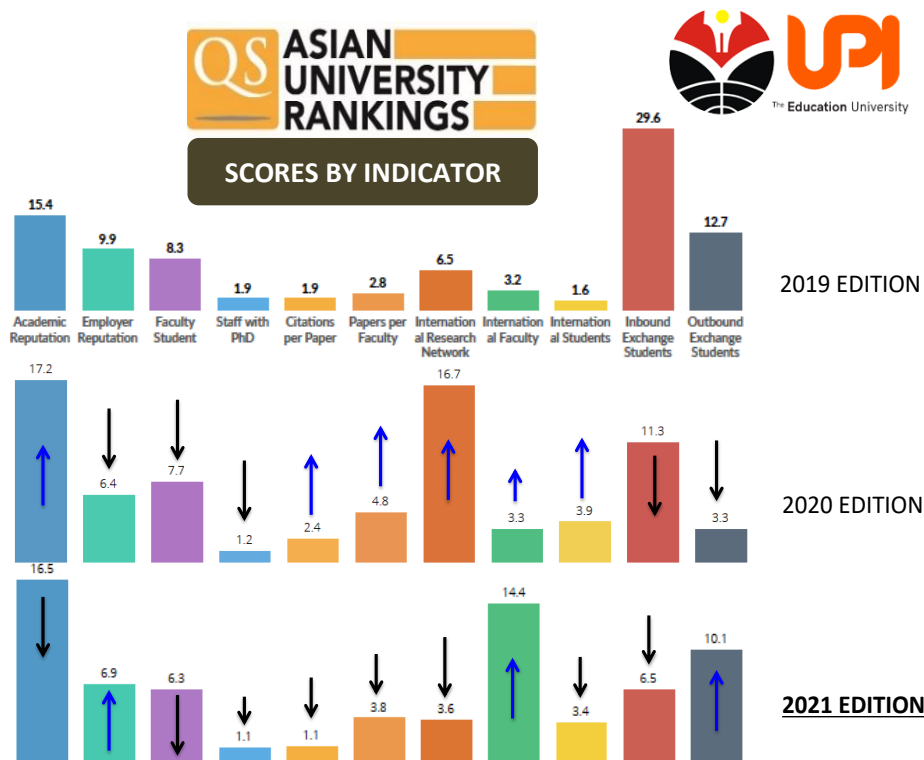 QS
ASIAN
UNIVERSITY
RANKINGS
UPI
The Education University
SCORES BY INDICATOR
15.4
9.9
8.3
1.9
1.9
2.8
6.5
3.2
1.6
29.6
12.7
2019 EDITION
Academic
Reputation
Employer
Reputation
Faculty
Student
Staff with
PhD
Citations
per Paper
Papers per
Faculty
Internation
al Research
Network
Internation
al Faculty
Internation
al Students
Inbound
Exchange
Students
Outbound
Exchange
Students
17.2
6.4
7.7
1.2
2.4
4.8
16.7
3.3
3.9
11.3
3.3
2020 EDITION
16.5
6.9
6.3
1.1
1.1
3.8
3.6
14.4
3.4
6.5
10.1
2021 EDITION